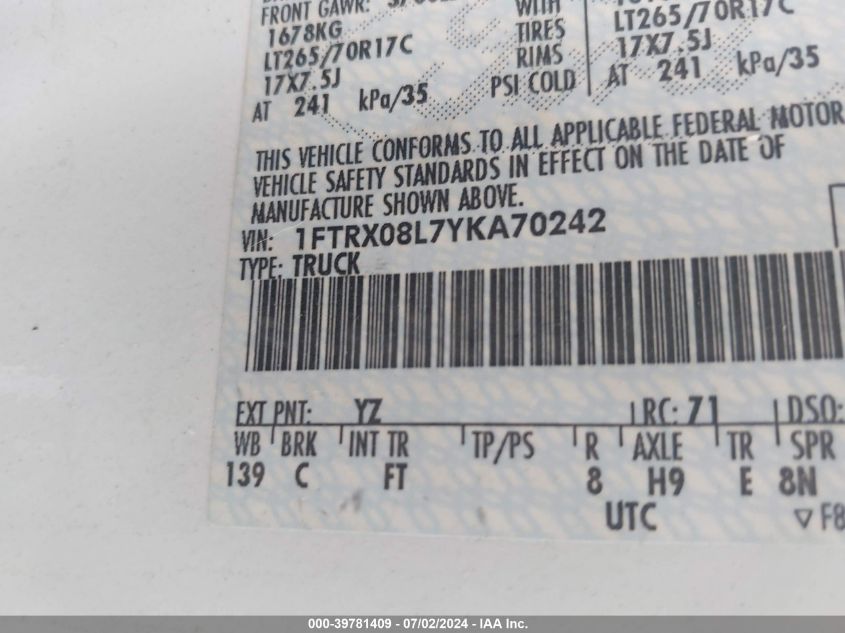 FRONT GAWR:
WITH
1678KG
TIRES
LT265/70R17C
LT265/70R17C
RIMS
17X7.5J
17X7.5J
PSI COLD
AT 241 kPa/35
AT 241 kPa/35
THIS VEHICLE CONFORMS TO ALL APPLICABLE FEDERAL MOTOR
VEHICLE SAFETY STANDARDS IN EFFECT ON THE DATE OF
MANUFACTURE SHOWN ABOVE.
VIN: 1FTRX08L7YKA70242
TYPE: TRUCK
EXT PNT: YZ RC: 71 DSO:
WB BRK INT TR TP/PS R AXLE TR SPR
139 C FT 8 H9 E 8N
UTC ▽ F8
000-39781409 - 07/02/2024 - IAA Inc.